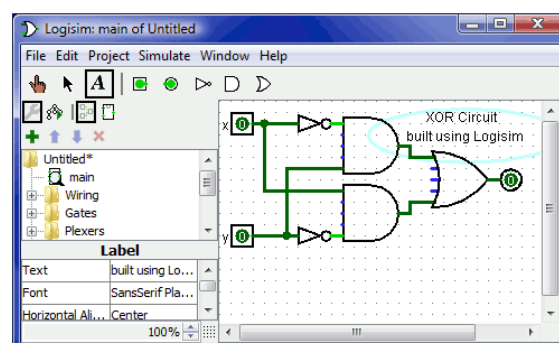 Logisim: main of Untitled
File Edit Project Simulate Window Help
A
Untitled*
main
Wiring
Gates
Plexers
Label
Text built using Lo...
Font SansSerif Pla...
Horizontal Ali... Center
100%
XOR Circuit
built using Logisim
x 0
0
y 0